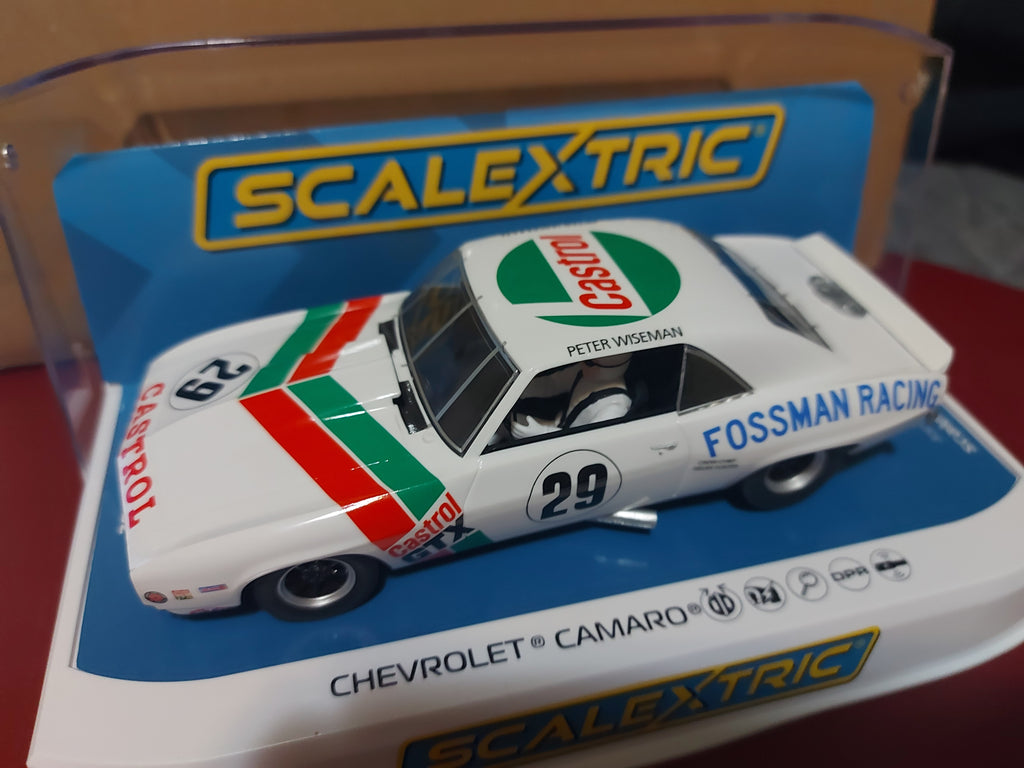 SCALEXTRIC®
Castrol
PETER WISEMAN
29
CASTROL
FOSSMAN RACING
29
Castrol
GTX
CHEVROLET® CAMARO®
DPR
SCALEXTRIC®